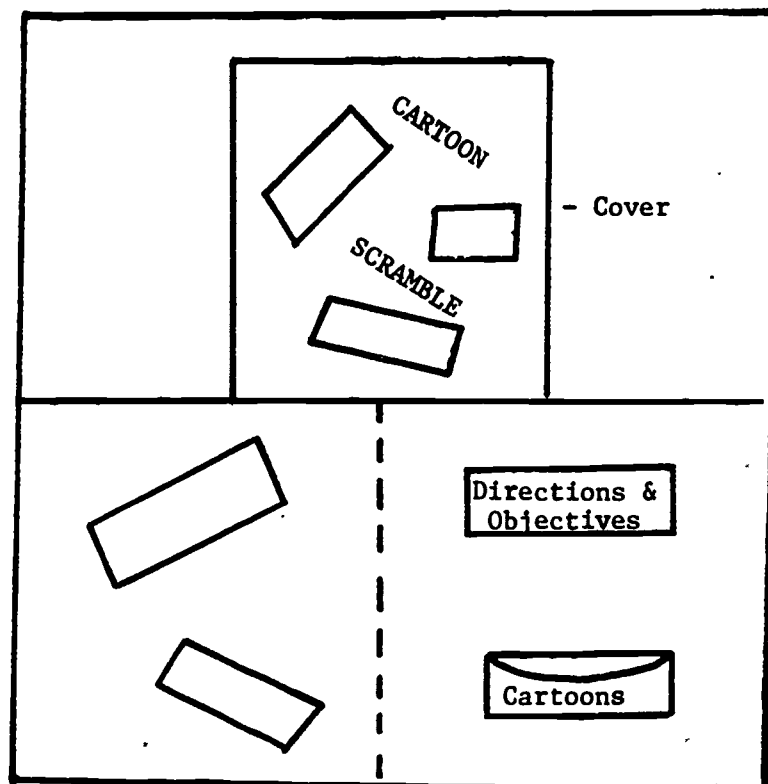 CARTOON
SCRAMBLE
- Cover
Directions &
Objectives
Cartoons